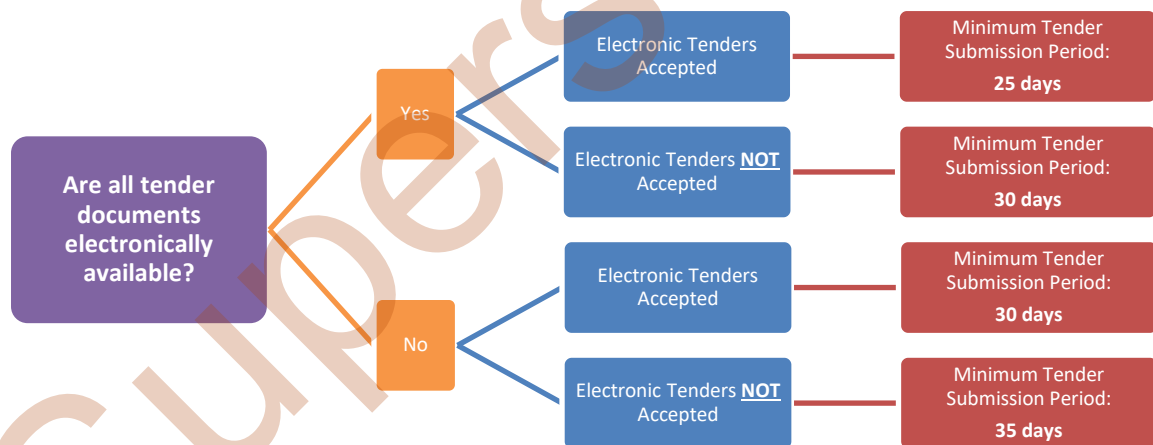 Are all tender
documents
electronically
available?
Yes
Electronic Tenders
Accepted
Minimum Tender
Submission Period:
25 days
Electronic Tenders NOT
Accepted
Minimum Tender
Submission Period:
30 days
No
Electronic Tenders
Accepted
Minimum Tender
Submission Period:
30 days
Electronic Tenders NOT
Accepted
Minimum Tender
Submission Period:
35 days
Supers